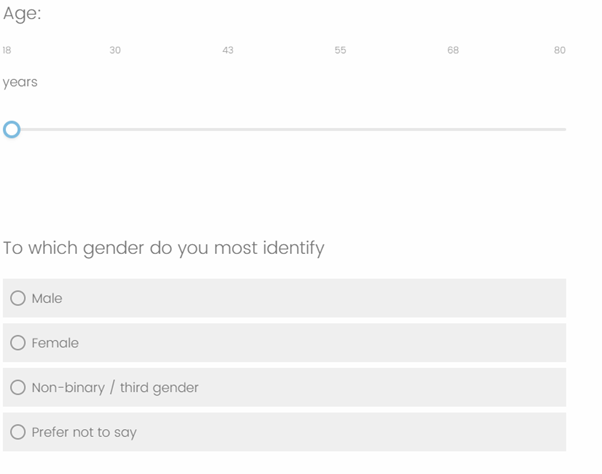 Age:
18 30 43 55 68 80
years
To which gender do you most identify
Male
Female
Non-binary / third gender
Prefer not to say